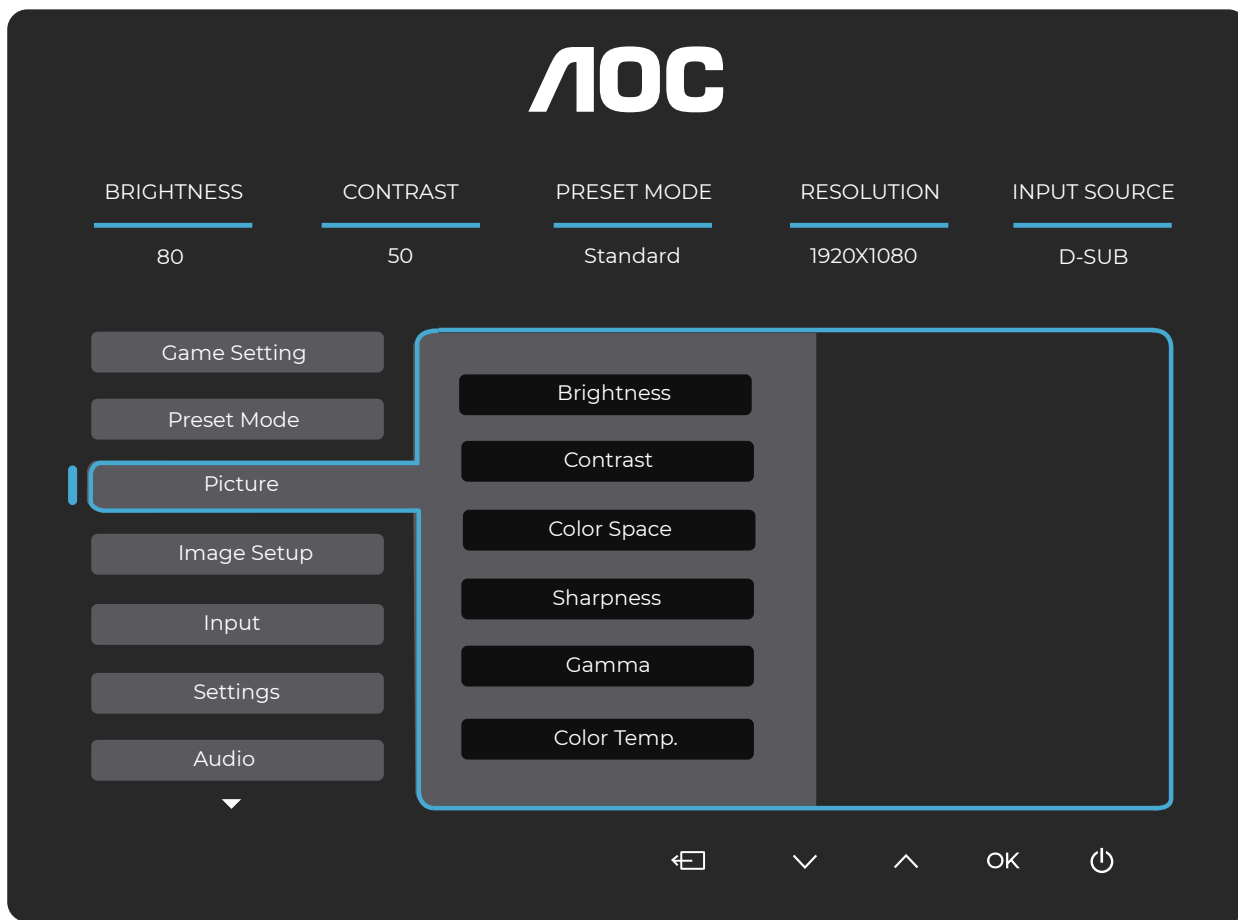 AOC
BRIGHTNESS CONTRAST PRESET MODE RESOLUTION INPUT SOURCE
80 50 Standard 1920X1080 D-SUB
Game Setting
Preset Mode
Picture
Image Setup
Input
Settings
Audio
Brightness
Contrast
Color Space
Sharpness
Gamma
Color Temp.
OK